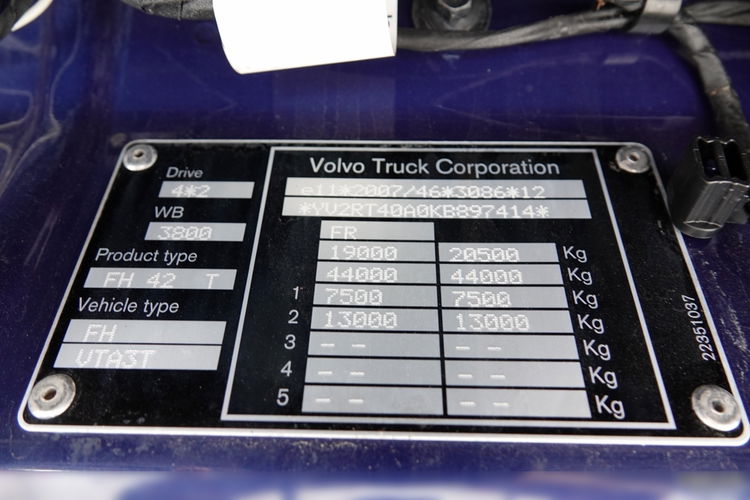 Drive
4*2
WB
3800
Product type
FH 42 T
Vehicle type
FH
VTA3T
Volvo Truck Corporation
e11*2007/46*3086*12
*YV2RT40A0KB897414*
FR
19000 20500 Kg
44000 44000 Kg
1 7500 7500 Kg
2 13000 13000 Kg
3 -- -- Kg
4 -- -- Kg
5 -- -- Kg
22351037